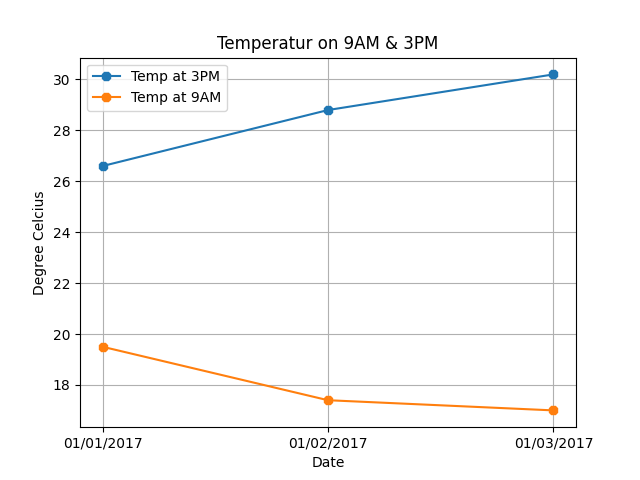 Temperatur on 9AM & 3PM
Temp at 3PM
Temp at 9AM
Degree Celcius
30
28
26
24
22
20
18
01/01/2017
01/02/2017
01/03/2017
Date